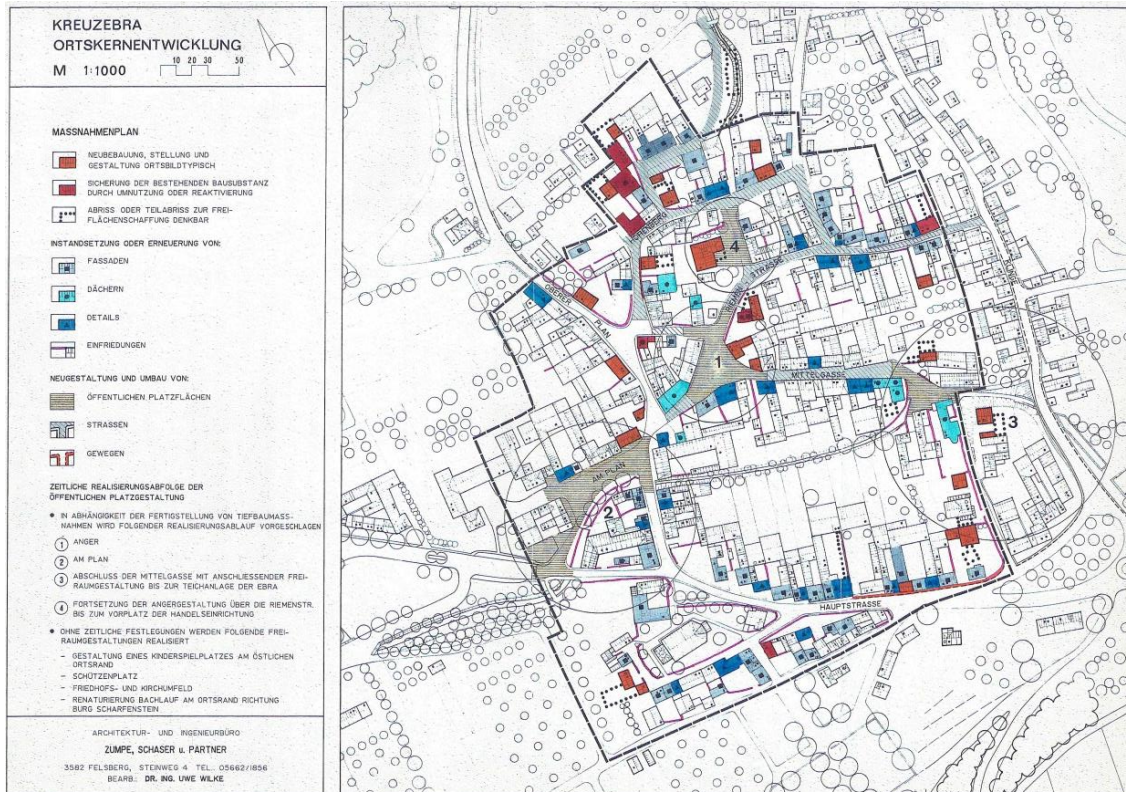 KREUZEBRA
ORTSKERNENTWICKLUNG
M 1:1000
10 20 30 50
MASSNAHMENPLAN
NEUBEBAUUNG, STELLUNG UND
GESTALTUNG ORTSBILDTYPISCH
SICHERUNG DER BESTEHENDEN BAUSUBSTANZ
DURCH UMNUTZUNG ODER REAKTIVIERUNG
ABRISS ODER TEILABRISS ZUR FREI-
FLÄCHENSCHAFFUNG DENKBAR
INSTANDSETZUNG ODER ERNEUERUNG VON:
FASSADEN
DÄCHERN
DETAILS
EINFRIEDUNGEN
NEUGESTALTUNG UND UMBAU VON:
ÖFFENTLICHEN PLATZFLÄCHEN
STRASSEN
GEWEGEN
ZEITLICHE REALISIERUNGSABFOLGE DER
ÖFFENTLICHEN PLATZGESTALTUNG
• IN ABHÄNGIGKEIT DER FERTIGSTELLUNG VON TIEFBAUMASS-
NAHMEN WIRD FOLGENDER REALISIERUNGSABLAUF VORGESCHLAGEN
1 ANGER
2 AM PLAN
3 ABSCHLUSS DER MITTELGASSE MIT ANSCHLIESSENDER FREI-
RAUMGESTALTUNG BIS ZUR TEICHANLAGE DER EBRA
4 FORTSETZUNG DER ANGERGESTALTUNG ÜBER DIE RIEMENSTR.
BIS ZUM VORPLATZ DER HANDELSEINRICHTUNG
• OHNE ZEITLICHE FESTLEGUNGEN WERDEN FOLGENDE FREI-
RAUMGESTALTUNGEN REALISIERT
- GESTALTUNG EINES KINDERSPIELPLATZES AM ÖSTLICHEN
ORTSRAND
- SCHÜTZENPLATZ
- FRIEDHOFS- UND KIRCHUMFELD
- RENATURIERUNG BACHLAUF AM ORTSRAND RICHTUNG
BURG SCHARFENSTEIN
ARCHITEKTUR- UND INGENIEURBÜRO
ZUMPE, SCHASER u. PARTNER
3582 FELSBERG, STEINWEG 4 TEL. 05662/1856
BEARB.: DR. ING. UWE WILKE
4
STRASSE
OBERER PLAN
1
MITTELGASSE
3
AM PLAN
2
HAUPTSTRASSE